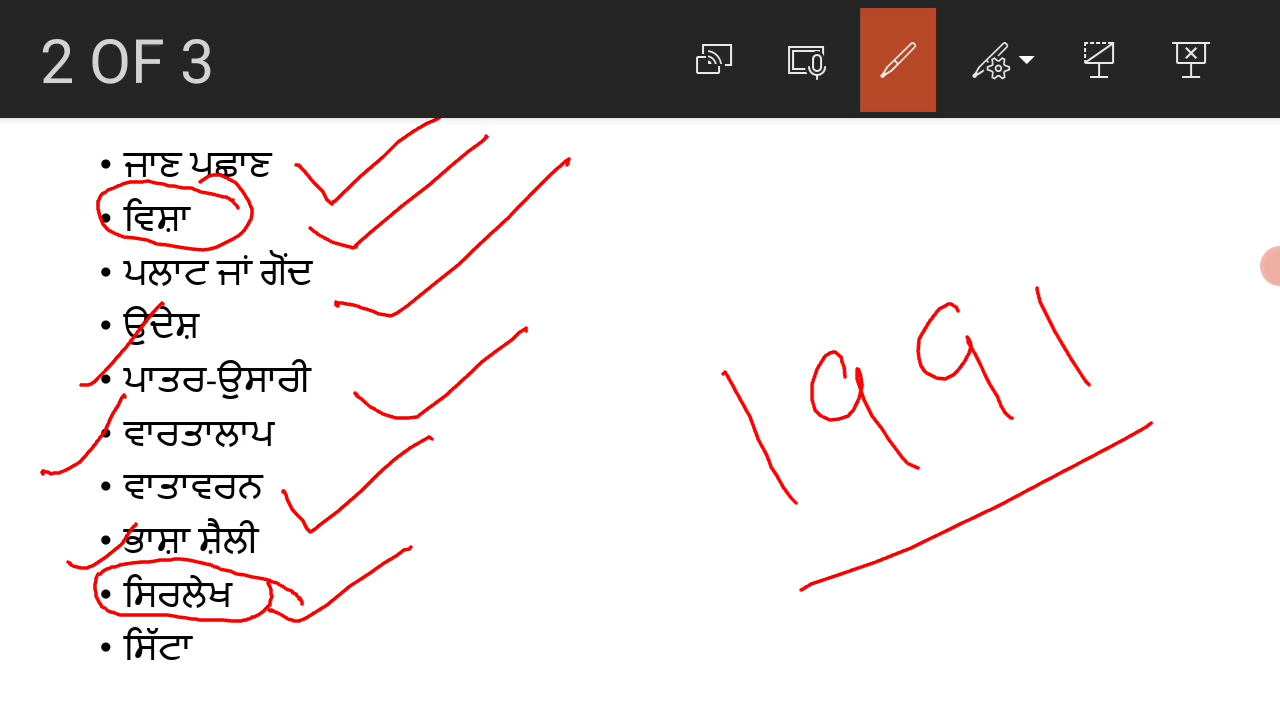 2 OF 3
• ਜਾਣ ਪਛਾਣ
• ਵਿਸ਼ਾ
• ਪਲਾਟ ਜਾਂ ਗੋਂਦ
• ਉਦੇਸ਼
• ਪਾਤਰ-ਉਸਾਰੀ
• ਵਾਰਤਾਲਾਪ
• ਵਾਤਾਵਰਨ
• ਭਾਸ਼ਾ ਸ਼ੈਲੀ
• ਸਿਰਲੇਖ
• ਸਿੱਟਾ
1991